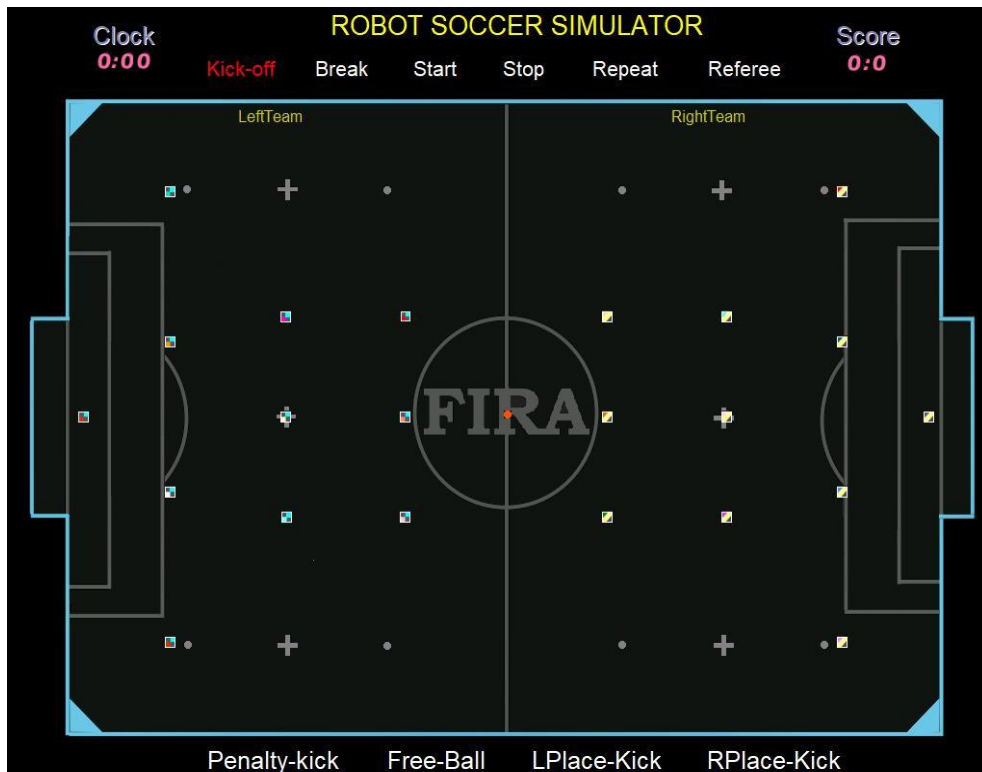 ROBOT SOCCER SIMULATOR
Clock
0:00
Score
0:0
Kick-off Break Start Stop Repeat Referee
LeftTeam RightTeam
FIRA
Penalty-kick Free-Ball LPlace-Kick RPlace-Kick